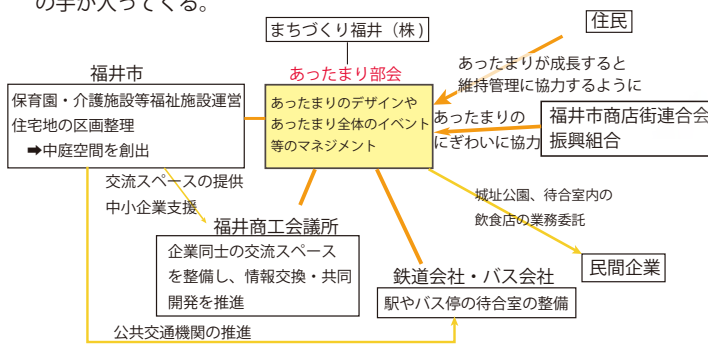 の手が入ってくる。
まちづくり福井（株）
住民
福井市
あったまり部会
保育園・介護施設等福祉施設運営
住宅地の区画整理
➡中庭空間を創出
あったまりのデザインや
あったまり全体のイベント
等のマネジメント
あったまりが成長すると
維持管理に協力するように
あったまりの
にぎわいに協力
福井市商店街連合会
振興組合
交流スペースの提供
中小企業支援
城址公園、待合室内の
飲食店の業務委託
福井商工会議所
企業同士の交流スペース
を整備し、情報交換・共同
開発を推進
鉄道会社・バス会社
駅やバス停の待合室の整備
民間企業
公共交通機関の推進